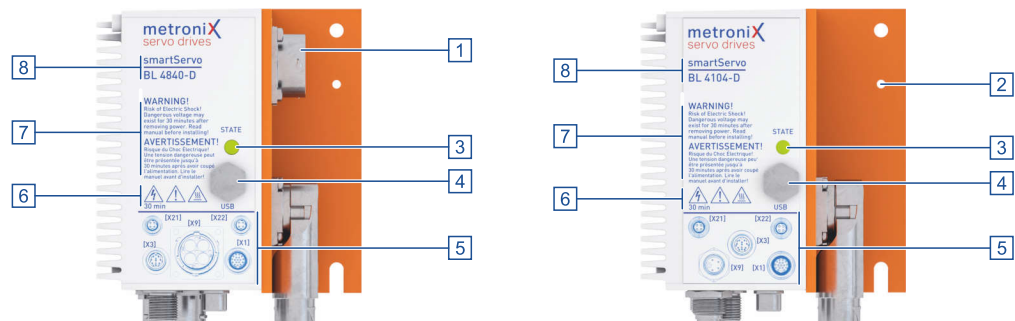 metroniX
servo drives
smartServo
BL 4840-D
WARNING!
Risk of Electric Shock!
Dangerous voltage may
exist for 30 minutes after
removing power. Read
manual before installing!
AVERTISSEMENT!
Risque du Choc Électrique!
Une tension dangereuse peut
être présentée jusqu'à
30 minutes après avoir coupe
l'alimentation. Lire le
manuel avant d'installer!
30 min
STATE
USB
[X21]
[X9]
[X22]
[X3]
[X1]
1
3
4
5
6
7
8
metroniX
servo drives
smartServo
BL 4104-D
WARNING!
Risk of Electric Shock!
Dangerous voltage may
exist for 30 minutes after
removing power. Read
manual before installing!
AVERTISSEMENT!
Risque du Choc Électrique!
Une tension dangereuse peu
être présentée jusqu'à
30 minutes après avoir coupe
l'alimentation. Lire le
manuel avant d'installer!
30 min
STATE
USB
[X21]
[X22]
[X3]
[X9]
[X1]
2
3
4
5
6
7
8